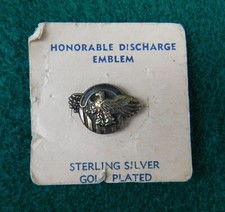 HONORABLE DISCHARGE
EMBLEM
STERLING SILVER
GOLD PLATED